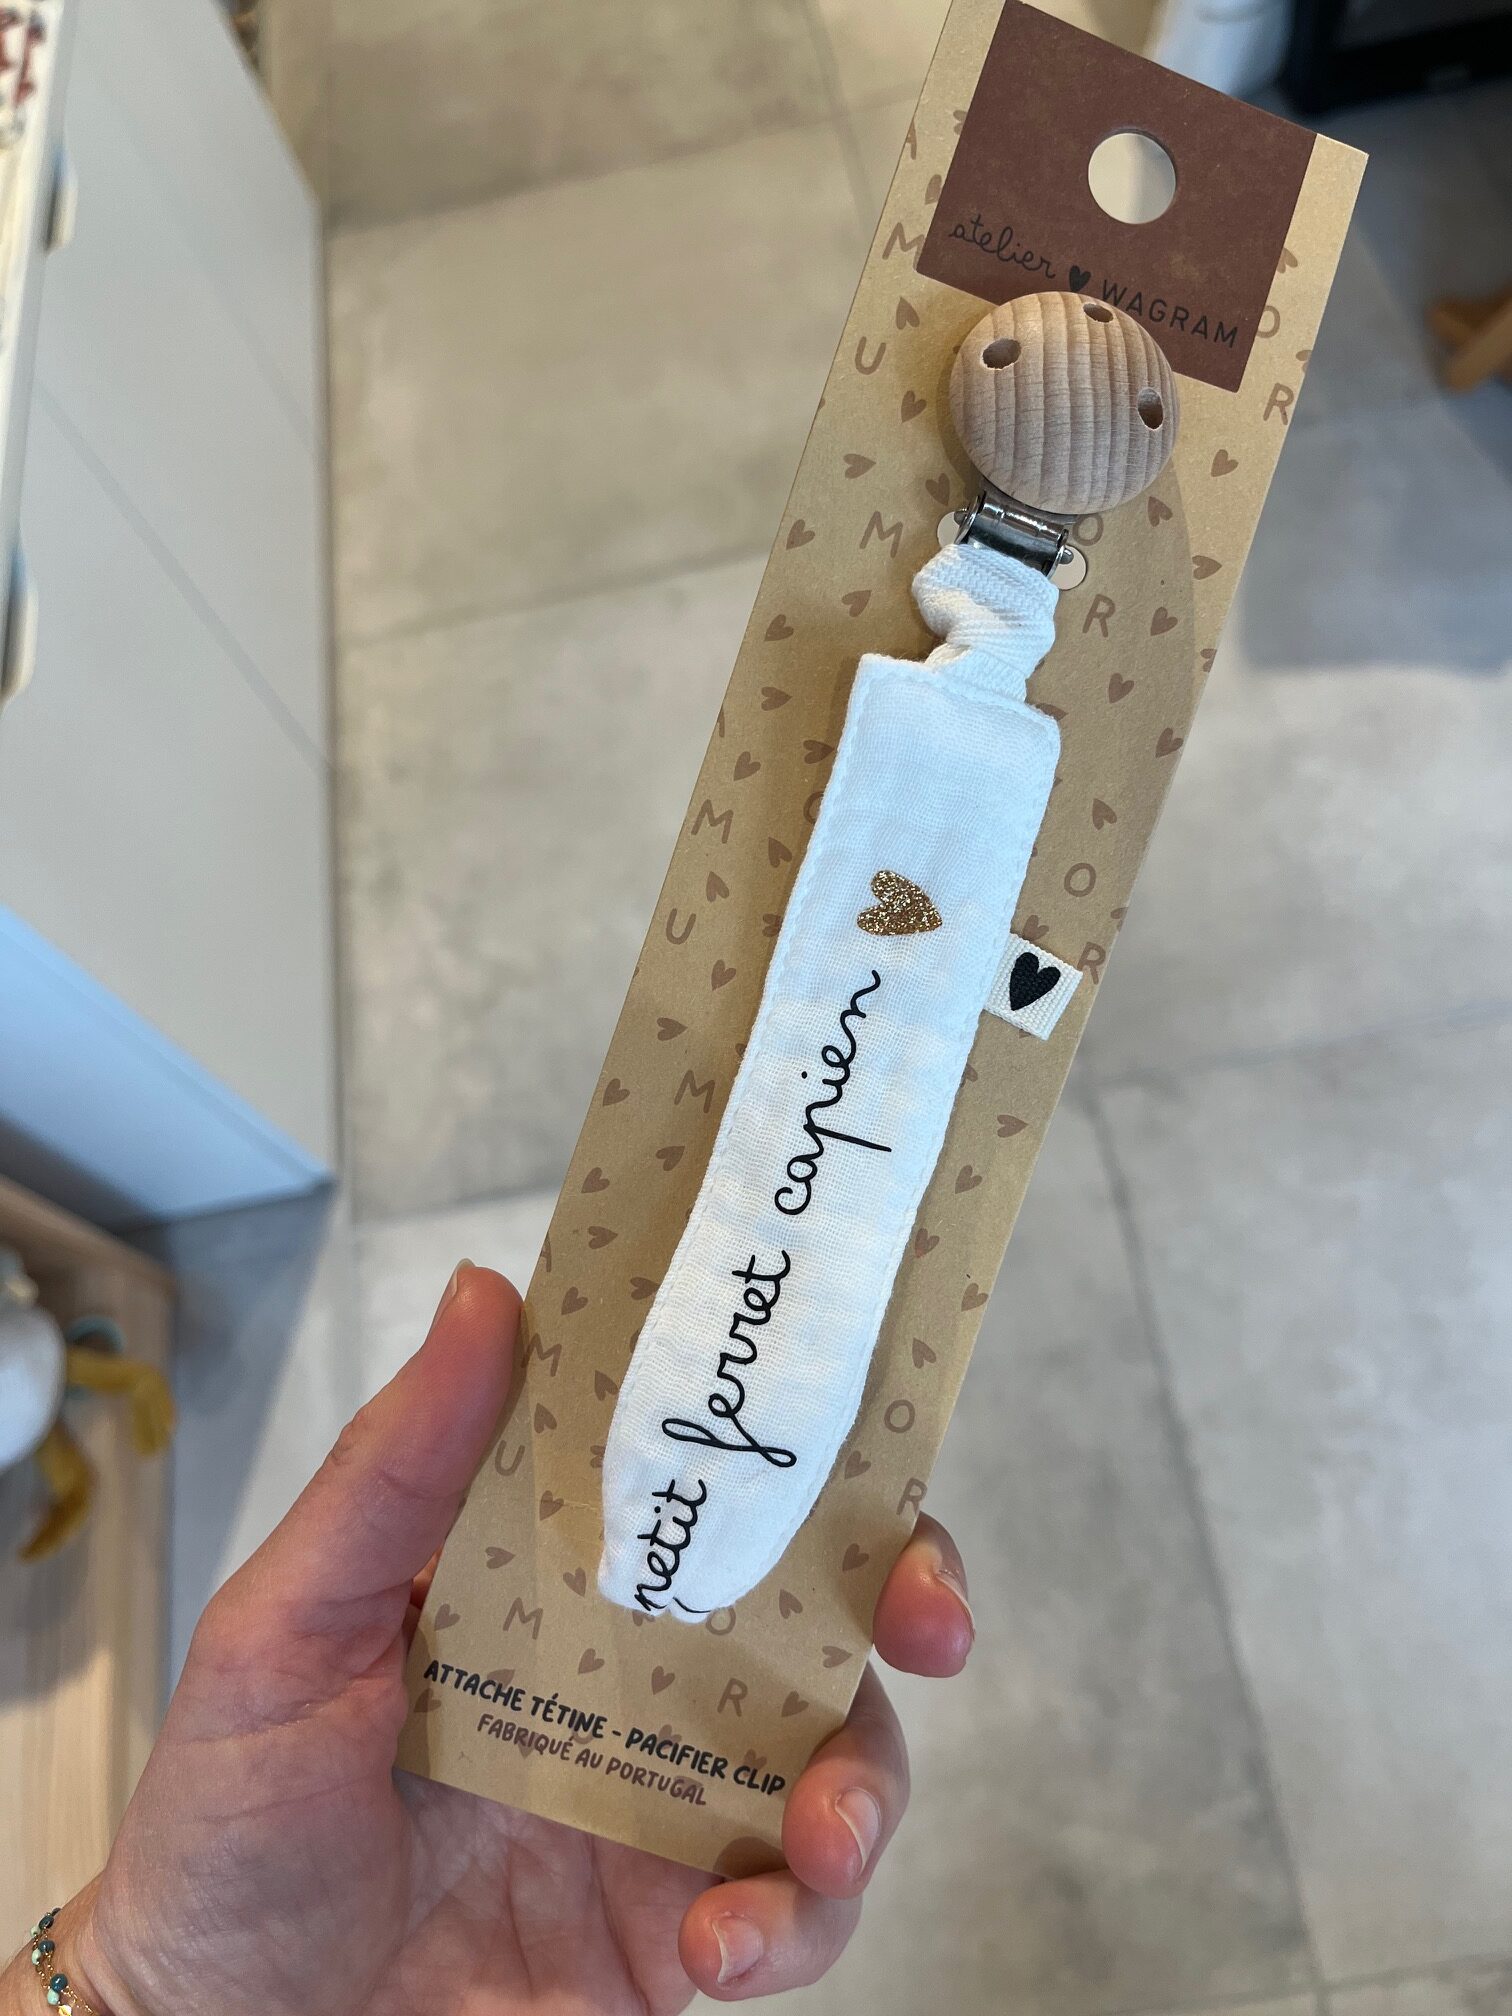 atelier WAGRAM
petit ferret capien
ATTACHE TÉTINE - PACIFIER CLIP
FABRIQUÉ AU PORTUGAL